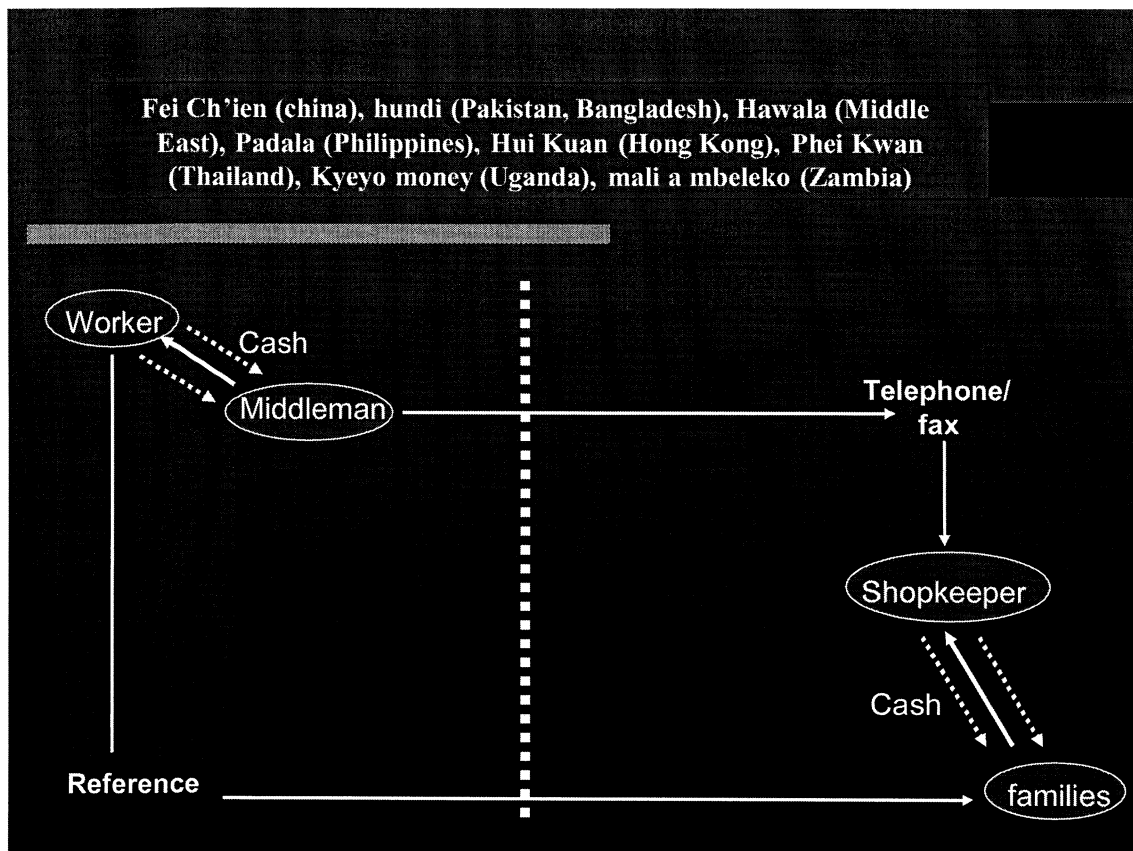 Fei Ch'ien (china), hundi (Pakistan, Bangladesh), Hawala (Middle
East), Padala (Philippines), Hui Kuan (Hong Kong), Phei Kwan
(Thailand), Kyeyo money (Uganda), mali a mbeleko (Zambia)
Worker
Cash
Middleman
Telephone/
fax
Shopkeeper
Cash
Reference
families